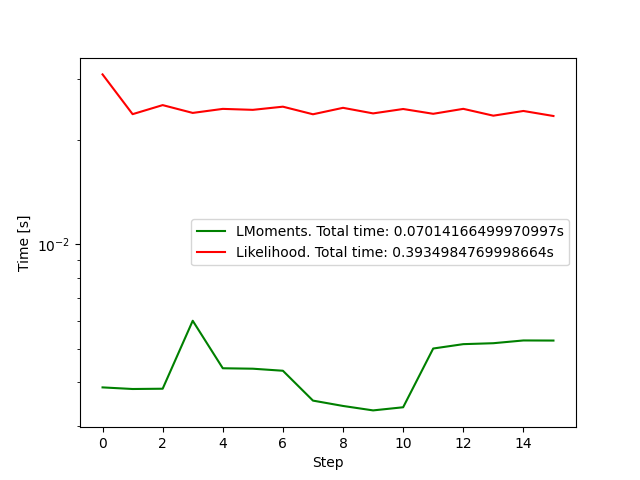 Time [s]
10⁻²
LMoments. Total time: 0.07014166499970997s
Likelihood. Total time: 0.3934984769998664s
0 2 4 6 8 10 12 14
Step